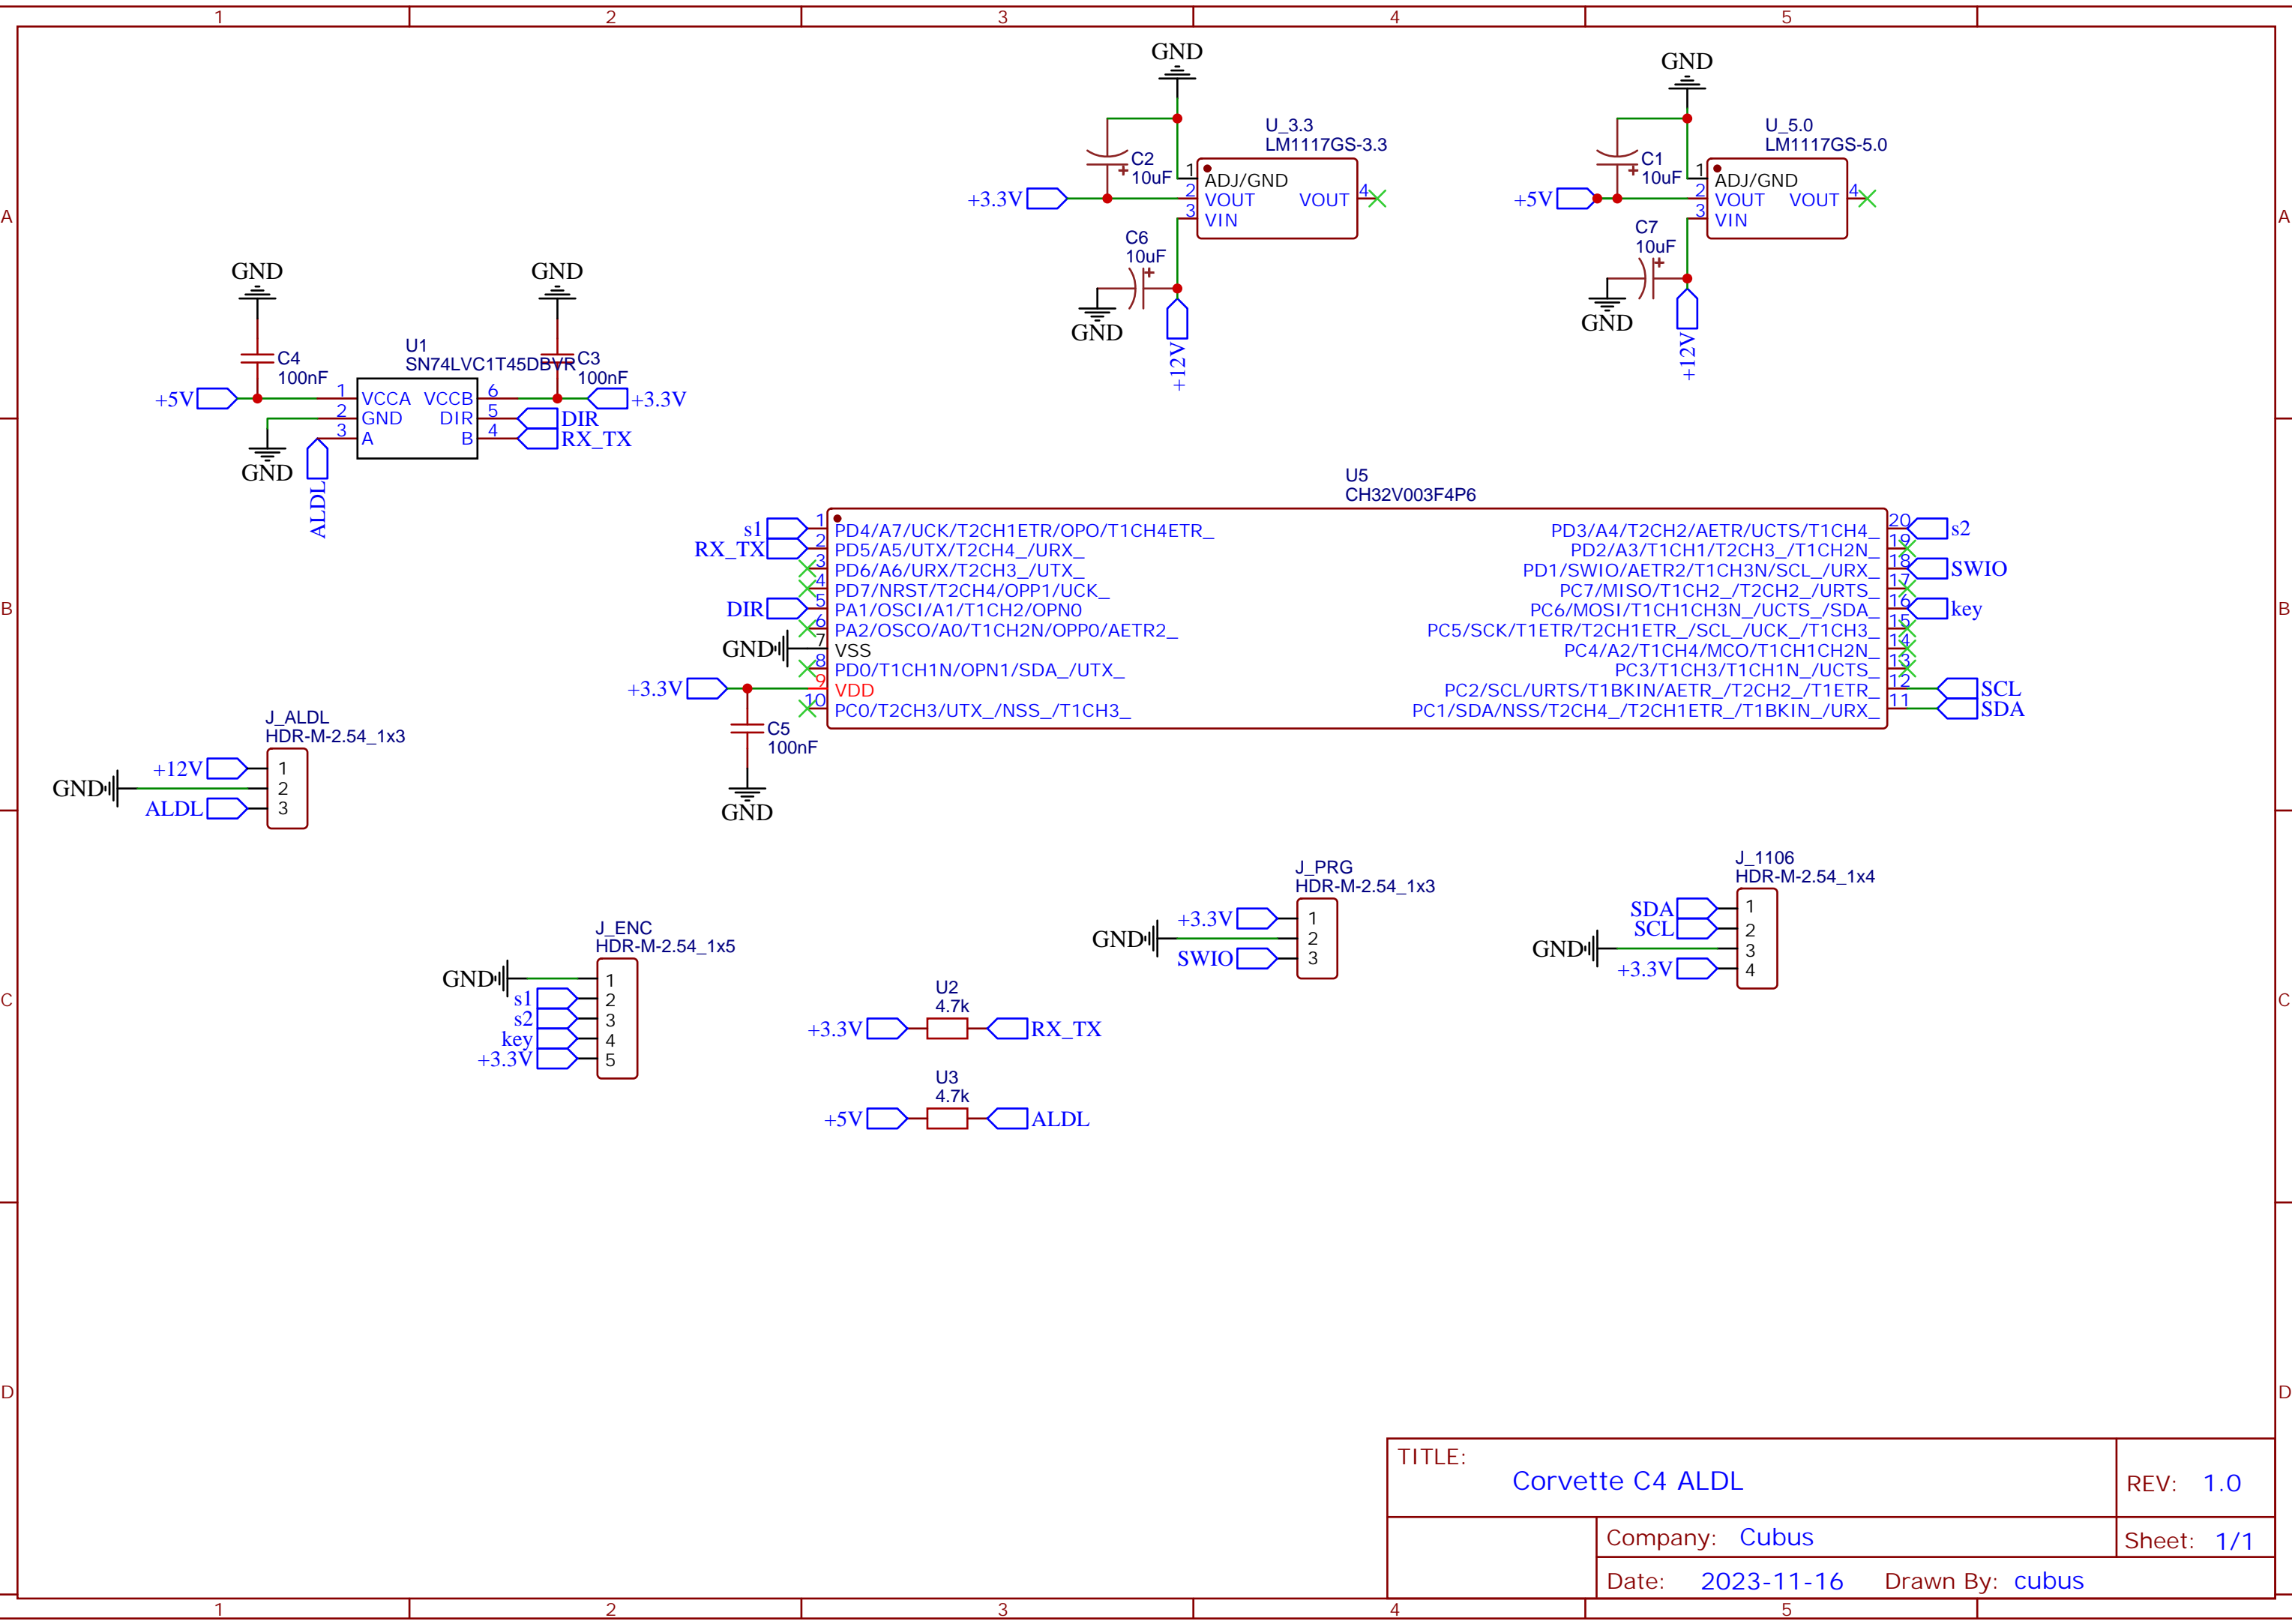 1 2 3 4 5
A
A
B
B
C
C
D
D
1 2 3 4 5
GND
U_3.3
LM1117GS-3.3
C2
10uF
+3.3V
1 ADJ/GND
2 VOUT VOUT 4
3 VIN
C6
10uF
GND
+12V
GND
U_5.0
LM1117GS-5.0
C1
10uF
+5V
1 ADJ/GND
2 VOUT VOUT 4
3 VIN
C7
10uF
GND
+12V
GND
GND
U1
SN74LVC1T45DBVR
C4
100nF
C3
100nF
+5V 1 VCCA VCCB 6 +3.3V
2 GND DIR 5 DIR
3 A B 4 RX_TX
GND
ALDL
U5
CH32V003F4P6
s1 1 PD4/A7/UCK/T2CH1ETR/OPO/T1CH4ETR_
RX_TX 2 PD5/A5/UTX/T2CH4_/URX_
3 PD6/A6/URX/T2CH3_/UTX_
4 PD7/NRST/T2CH4/OPP1/UCK_
DIR 5 PA1/OSCI/A1/T1CH2/OPN0
6 PA2/OSCO/A0/T1CH2N/OPP0/AETR2_
GND 7 VSS
8 PD0/T1CH1N/OPN1/SDA_/UTX_
+3.3V 9 VDD
10 PC0/T2CH3/UTX_/NSS_/T1CH3_
PD3/A4/T2CH2/AETR/UCTS/T1CH4_ 20 s2
PD2/A3/T1CH1/T2CH3_/T1CH2N_ 19
PD1/SWIO/AETR2/T1CH3N/SCL_/URX_ 18 SWIO
PC7/MISO/T1CH2_/T2CH2_/URTS_ 17
PC6/MOSI/T1CH1CH3N_/UCTS_/SDA_ 16 key
PC5/SCK/T1ETR/T2CH1ETR_/SCL_/UCK_/T1CH3_ 15
PC4/A2/T1CH4/MCO/T1CH1CH2N_ 14
PC3/T1CH3/T1CH1N_/UCTS_ 13
PC2/SCL/URTS/T1BKIN/AETR_/T2CH2_/T1ETR_ 12 SCL
PC1/SDA/NSS/T2CH4_/T2CH1ETR_/T1BKIN_/URX_ 11 SDA
C5
100nF
GND
J_ALDL
HDR-M-2.54_1x3
+12V 1
GND 2
ALDL 3
J_ENC
HDR-M-2.54_1x5
GND 1
s1 2
s2 3
key 4
+3.3V 5
U2
4.7k
+3.3V RX_TX
U3
4.7k
+5V ALDL
J_PRG
HDR-M-2.54_1x3
+3.3V 1
GND 2
SWIO 3
J_1106
HDR-M-2.54_1x4
SDA 1
SCL 2
GND 3
+3.3V 4
TITLE:
Corvette C4 ALDL
REV: 1.0
Company: Cubus
Sheet: 1/1
Date: 2023-11-16 Drawn By: cubus